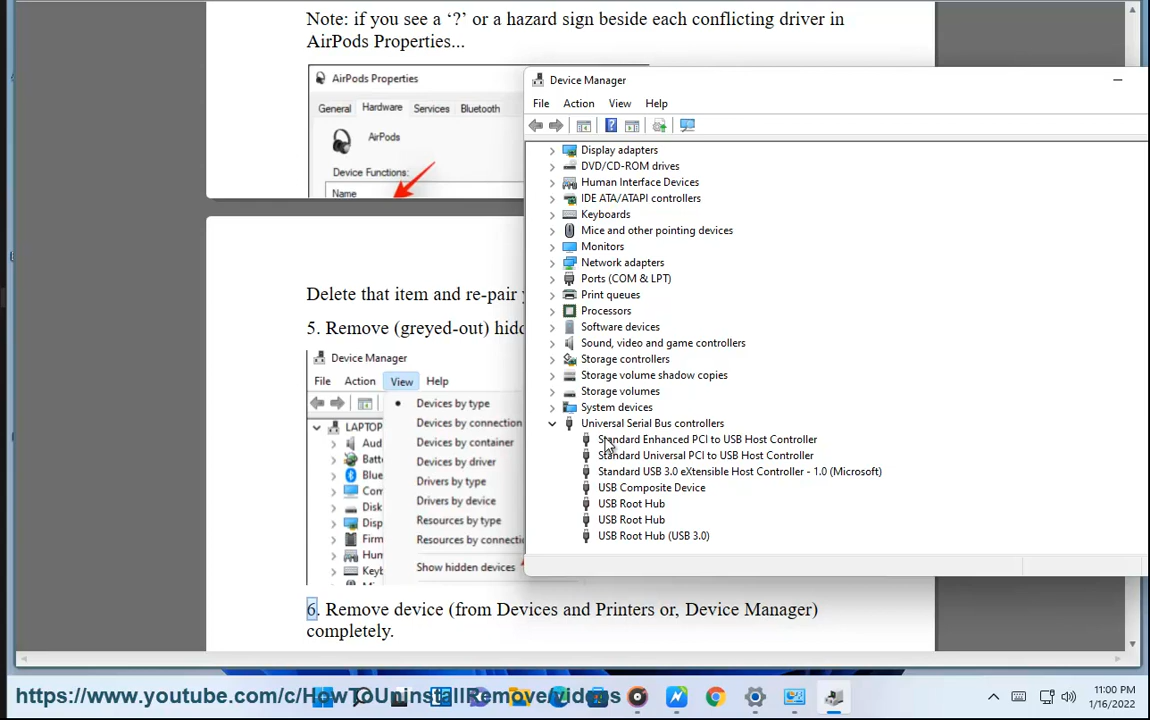 Note: if you see a ‘?’ or a hazard sign beside each conflicting driver in
AirPods Properties...
AirPods Properties
General Hardware Services Bluetooth
AirPods
Device Functions:
Name
Delete that item and re-pair
5. Remove (greyed-out)
Device Manager
File Action View Help
Devices by type
Devices by connection
Devices by container
Devices by driver
Drivers by type
Drivers by device
Resources by type
Show hidden devices
LAPTOP
6. Remove device (from Devices and Printers or, Device Manager)
completely.
Device Manager
File Action View Help
Display adapters
DVD/CD-ROM drives
Human Interface Devices
IDE ATA/ATAPI controllers
Keyboards
Mice and other pointing devices
Monitors
Network adapters
Ports (COM & LPT)
Print queues
Processors
Software devices
Sound, video and game controllers
Storage controllers
Storage volume shadow copies
Storage volumes
System devices
Universal Serial Bus controllers
Standard Enhanced PCI to USB Host Controller
Standard Universal PCI to USB Host Controller
Standard USB 3.0 eXtensible Host Controller - 1.0 (Microsoft)
USB Composite Device
USB Root Hub
USB Root Hub
USB Root Hub (USB 3.0)
https://www.youtube.com/c/HowToUninstallRemove/videos
11:00 PM
1/16/2022